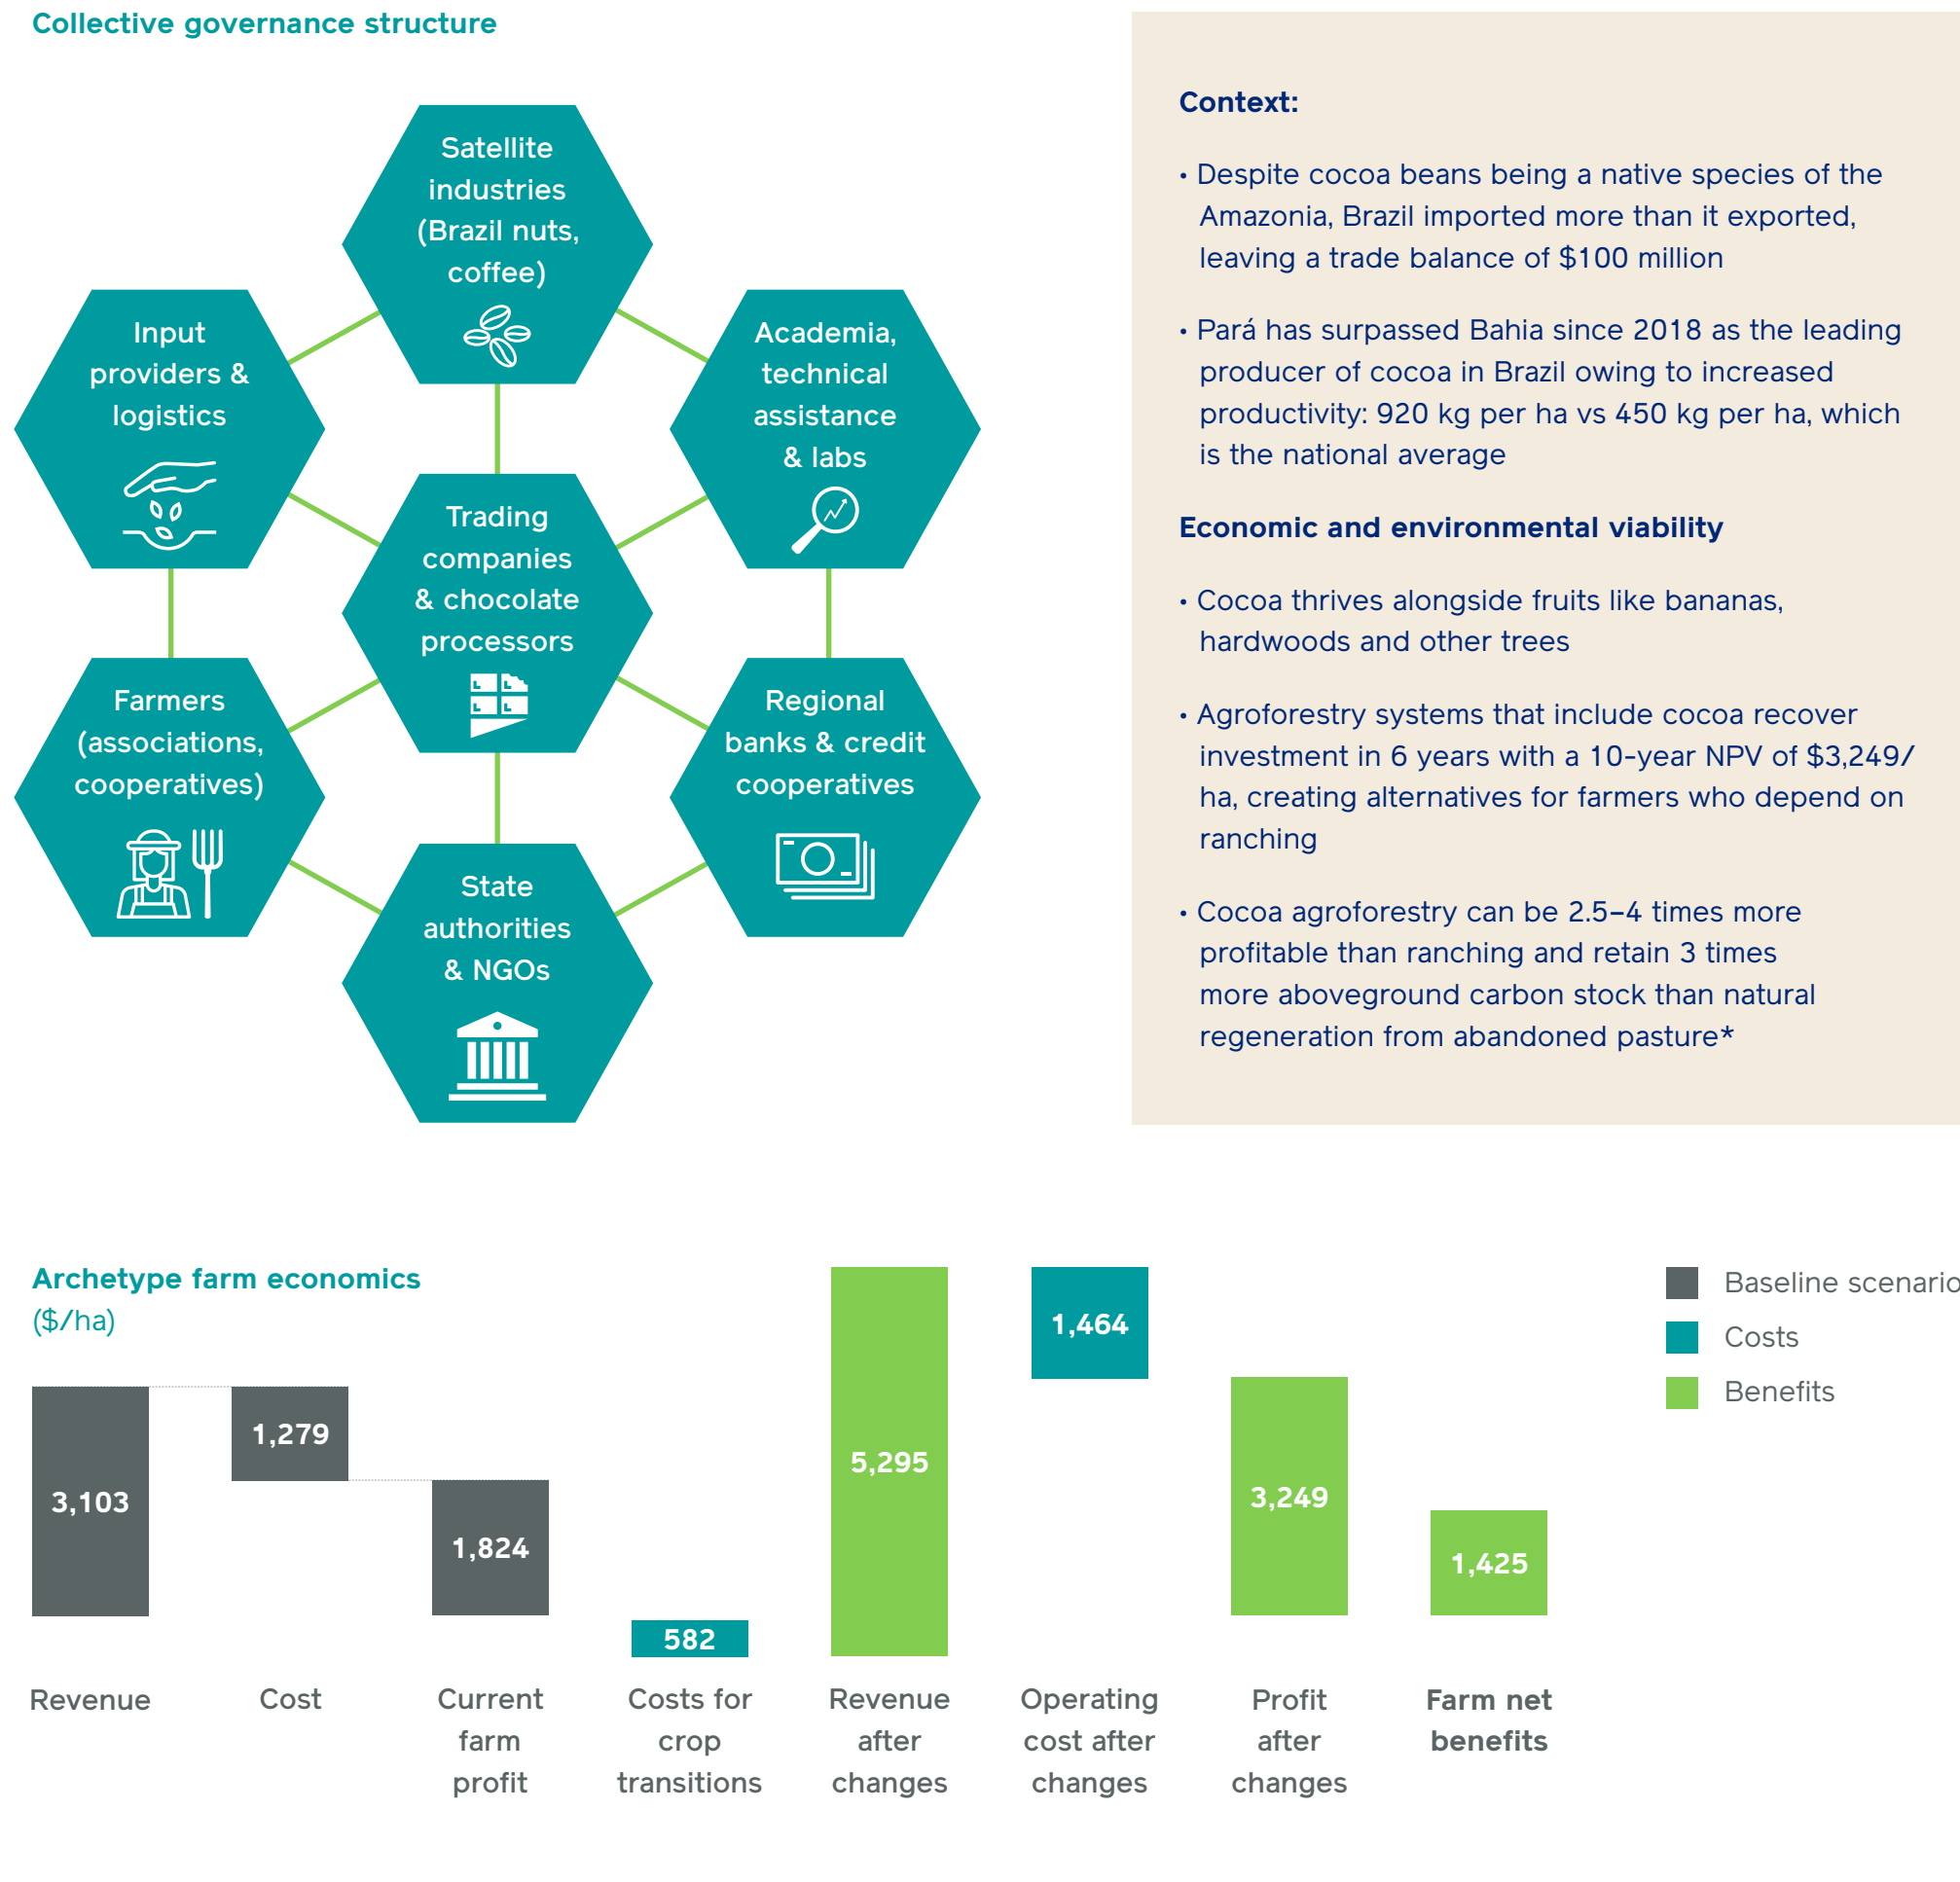 Collective governance structure
Satellite
industries
(Brazil nuts,
coffee)
Input
providers &
logistics
Academia,
technical
assistance
& labs
Trading
companies
& chocolate
processors
Farmers
(associations,
cooperatives)
Regional
banks & credit
cooperatives
State
authorities
& NGOs
Context:
• Despite cocoa beans being a native species of the
Amazonia, Brazil imported more than it exported,
leaving a trade balance of $100 million
• Pará has surpassed Bahia since 2018 as the leading
producer of cocoa in Brazil owing to increased
productivity: 920 kg per ha vs 450 kg per ha, which
is the national average
Economic and environmental viability
• Cocoa thrives alongside fruits like bananas,
hardwoods and other trees
• Agroforestry systems that include cocoa recover
investment in 6 years with a 10-year NPV of $3,249/
ha, creating alternatives for farmers who depend on
ranching
• Cocoa agroforestry can be 2.5–4 times more
profitable than ranching and retain 3 times
more aboveground carbon stock than natural
regeneration from abandoned pasture*
Archetype farm economics
($/ha)
Baseline scenario
Costs
Benefits
3,103
1,279
1,824
582
5,295
1,464
3,249
1,425
Revenue
Cost
Current
farm
profit
Costs for
crop
transitions
Revenue
after
changes
Operating
cost after
changes
Profit
after
changes
Farm net
benefits